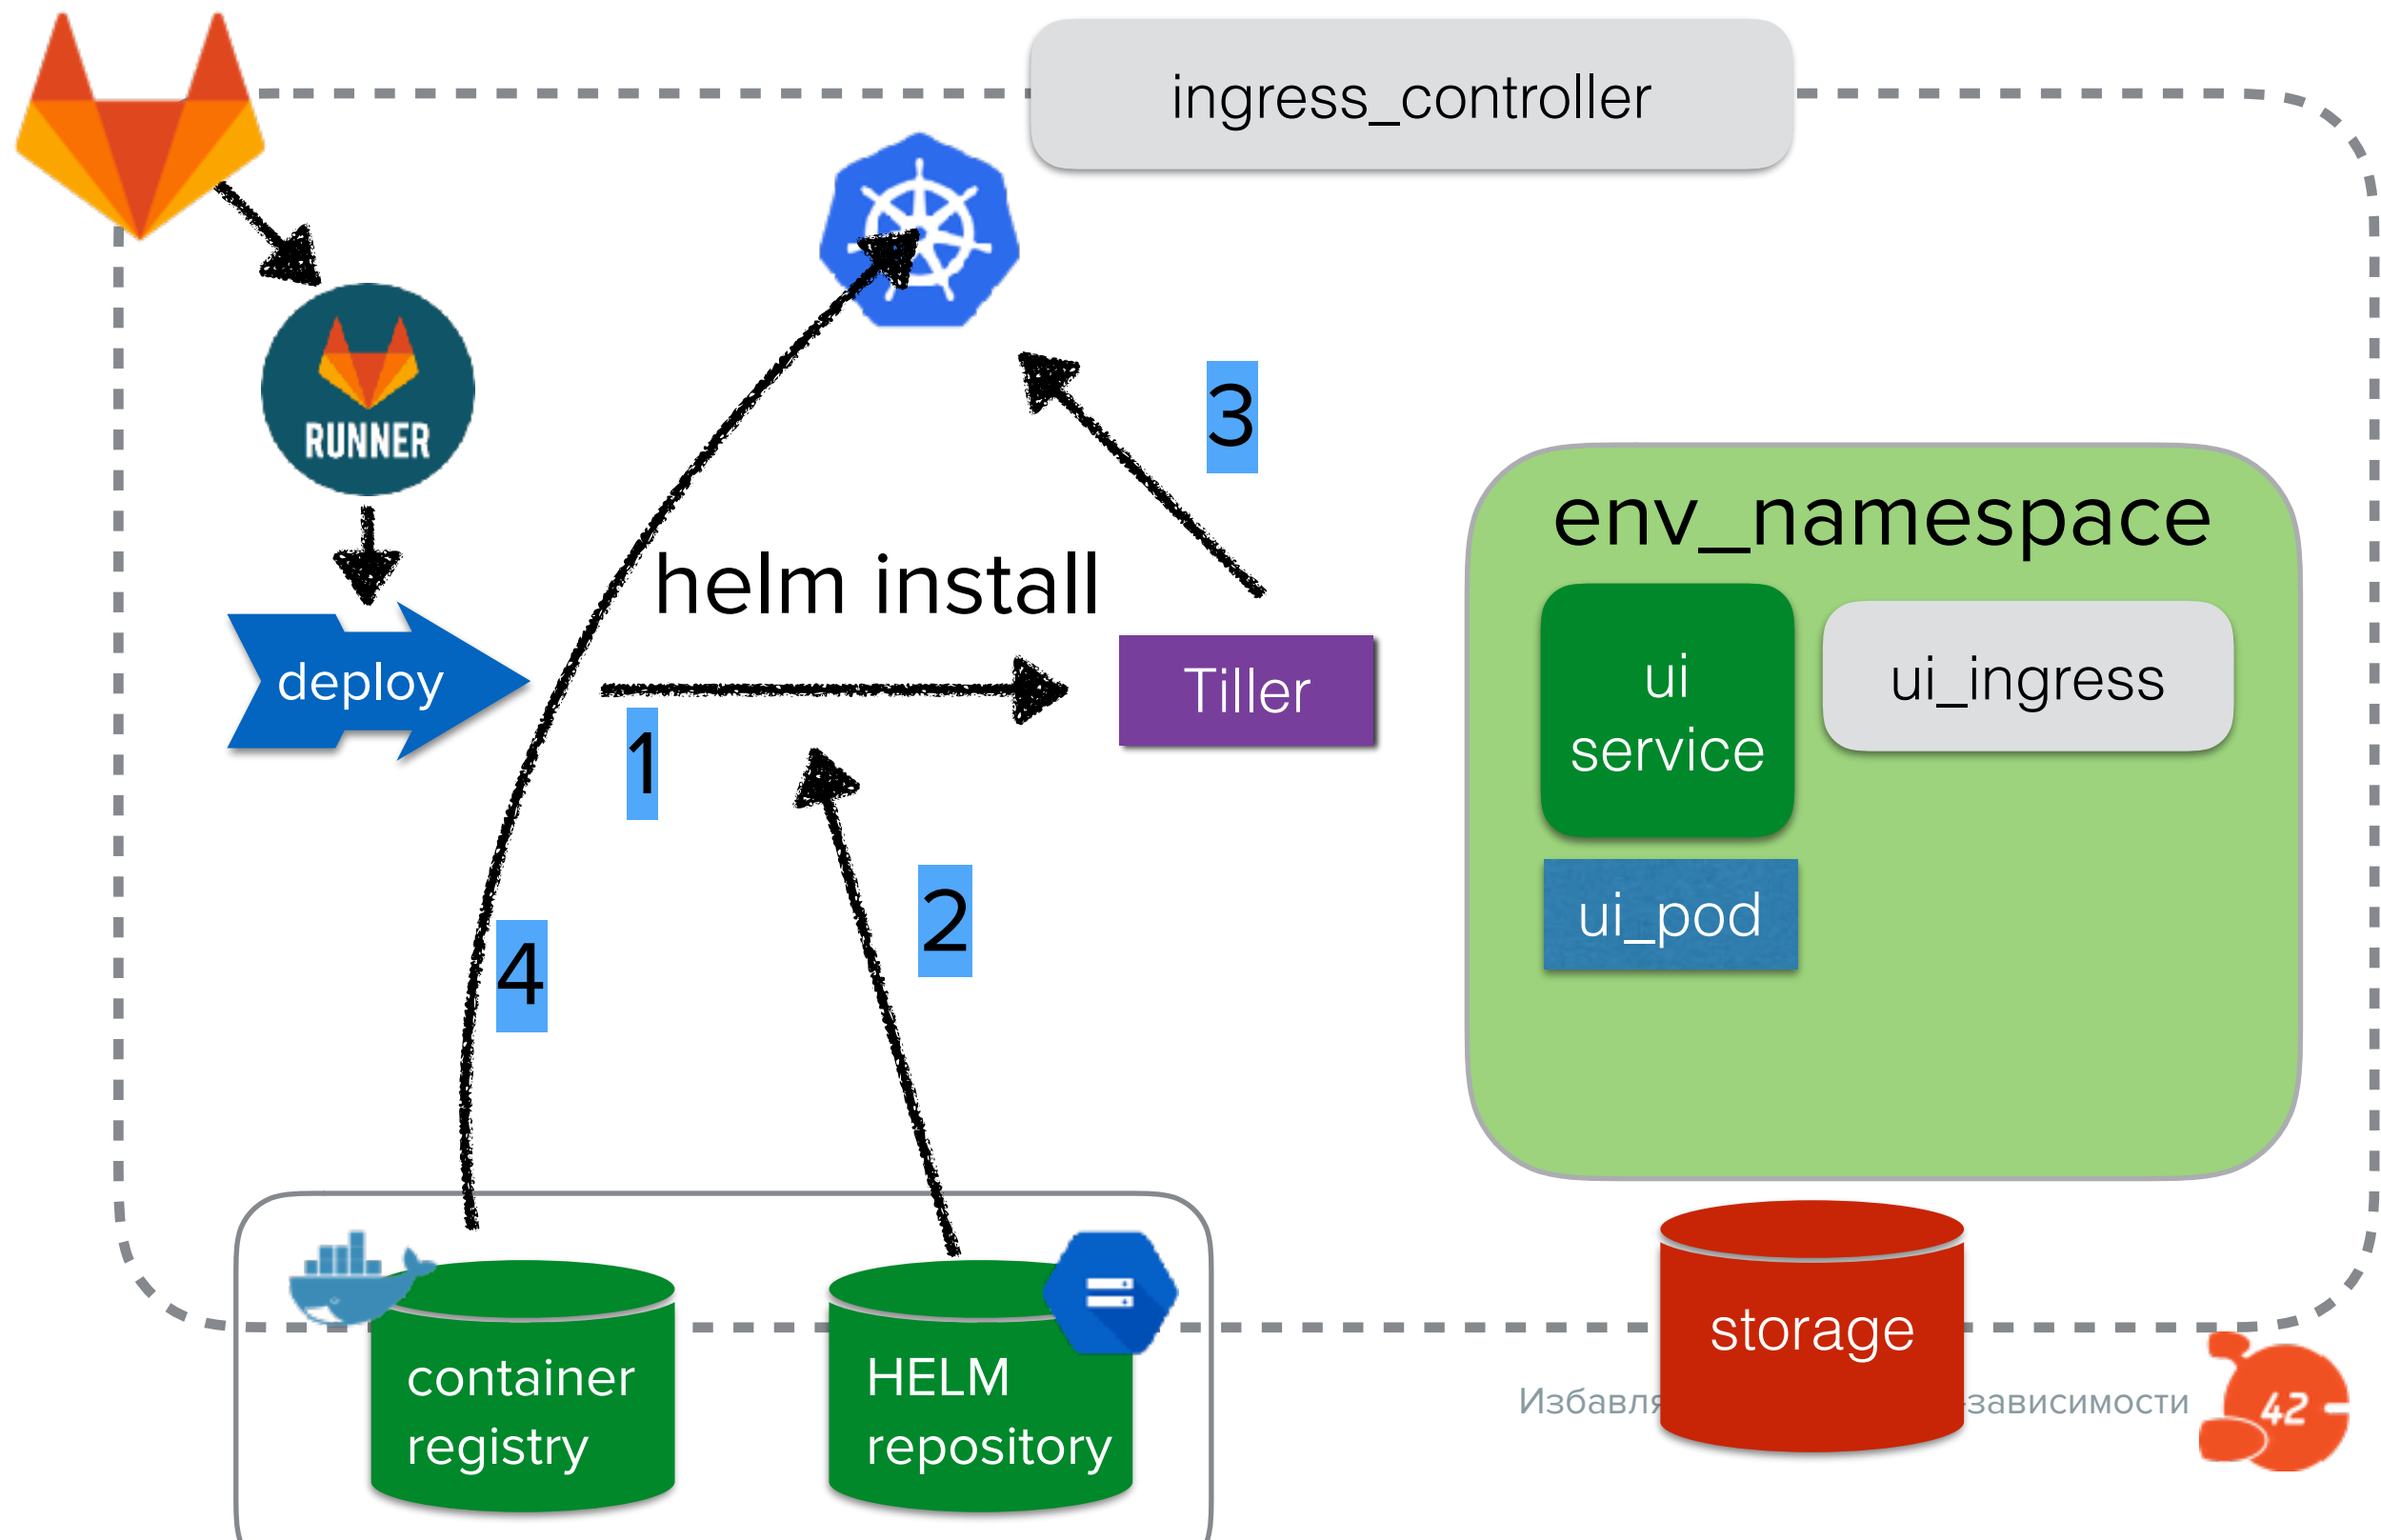 ingress_controller
RUNNER
3
env_namespace
helm install
deploy
Tiller
ui
service
ui_ingress
1
2
ui_pod
4
container
registry
HELM
repository
storage
зависимости
42